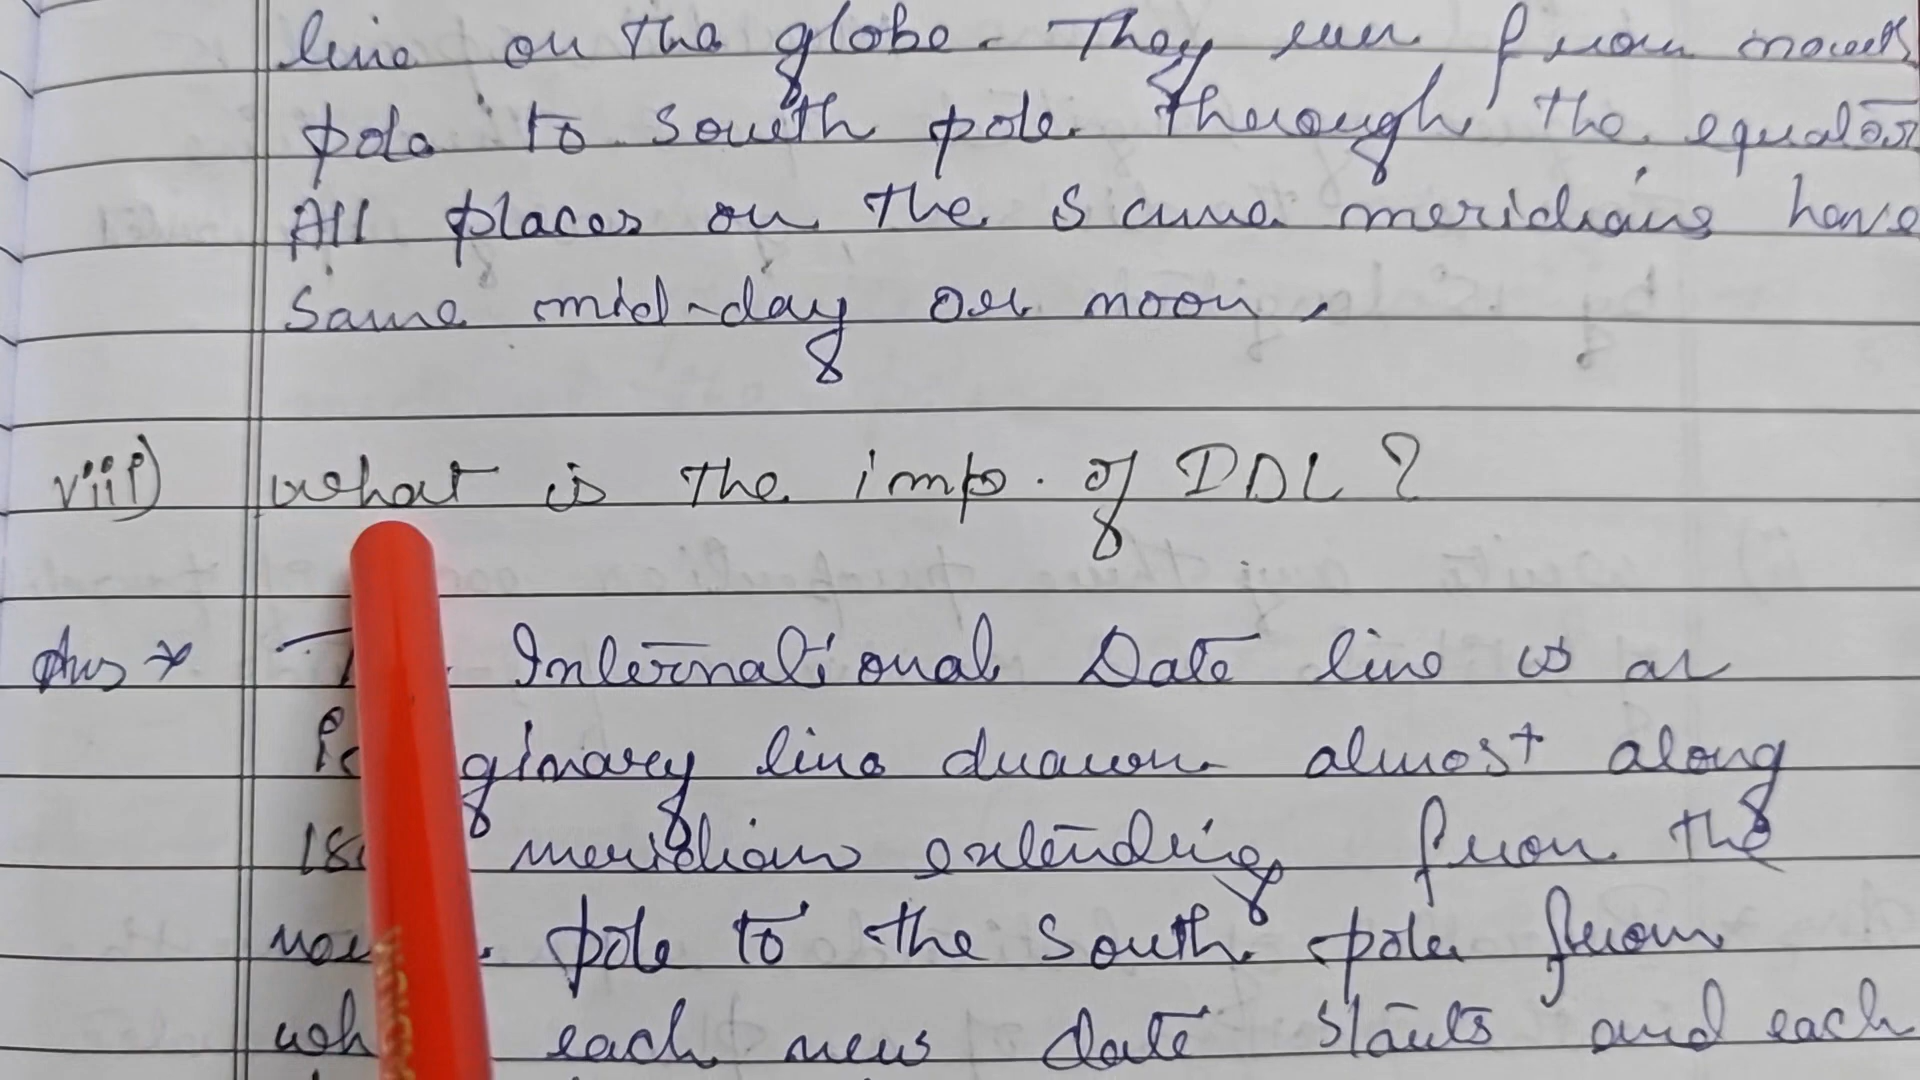 line on the globe. They run from north
pole to south pole through the equator
All places on the same meridians have
same mid-day or noon.
viii) what is the imp. of IDL ?
Ans → International Date line is an
ginary line drawn almost along
meridian extending from the
pole to the south pole from
each new date starts and each